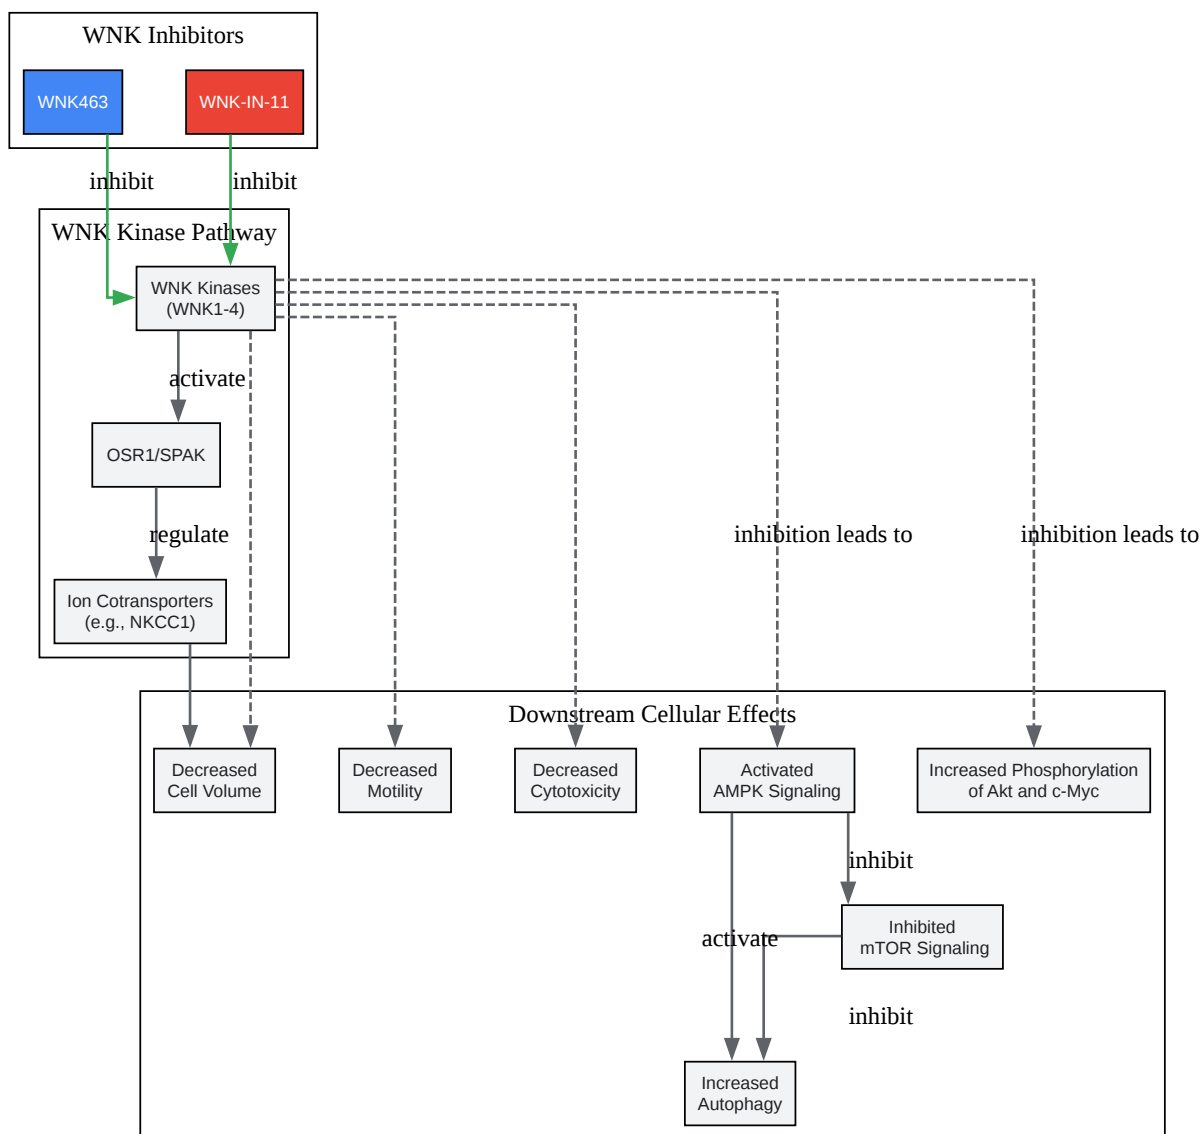 WNK Inhibitors
WNK463
WNK-IN-11
inhibit
inhibit
WNK Kinase Pathway
WNK Kinases
(WNK1-4)
activate
OSR1/SPAK
regulate
inhibition leads to
inhibition leads to
Ion Cotransporters
(e.g., NKCC1)
Downstream Cellular Effects
Decreased
Cell Volume
Decreased
Motility
Decreased
Cytotoxicity
Activated
AMPK Signaling
Increased Phosphorylation
of Akt and c-Myc
inhibit
activate
Inhibited
mTOR Signaling
inhibit
Increased
Autophagy